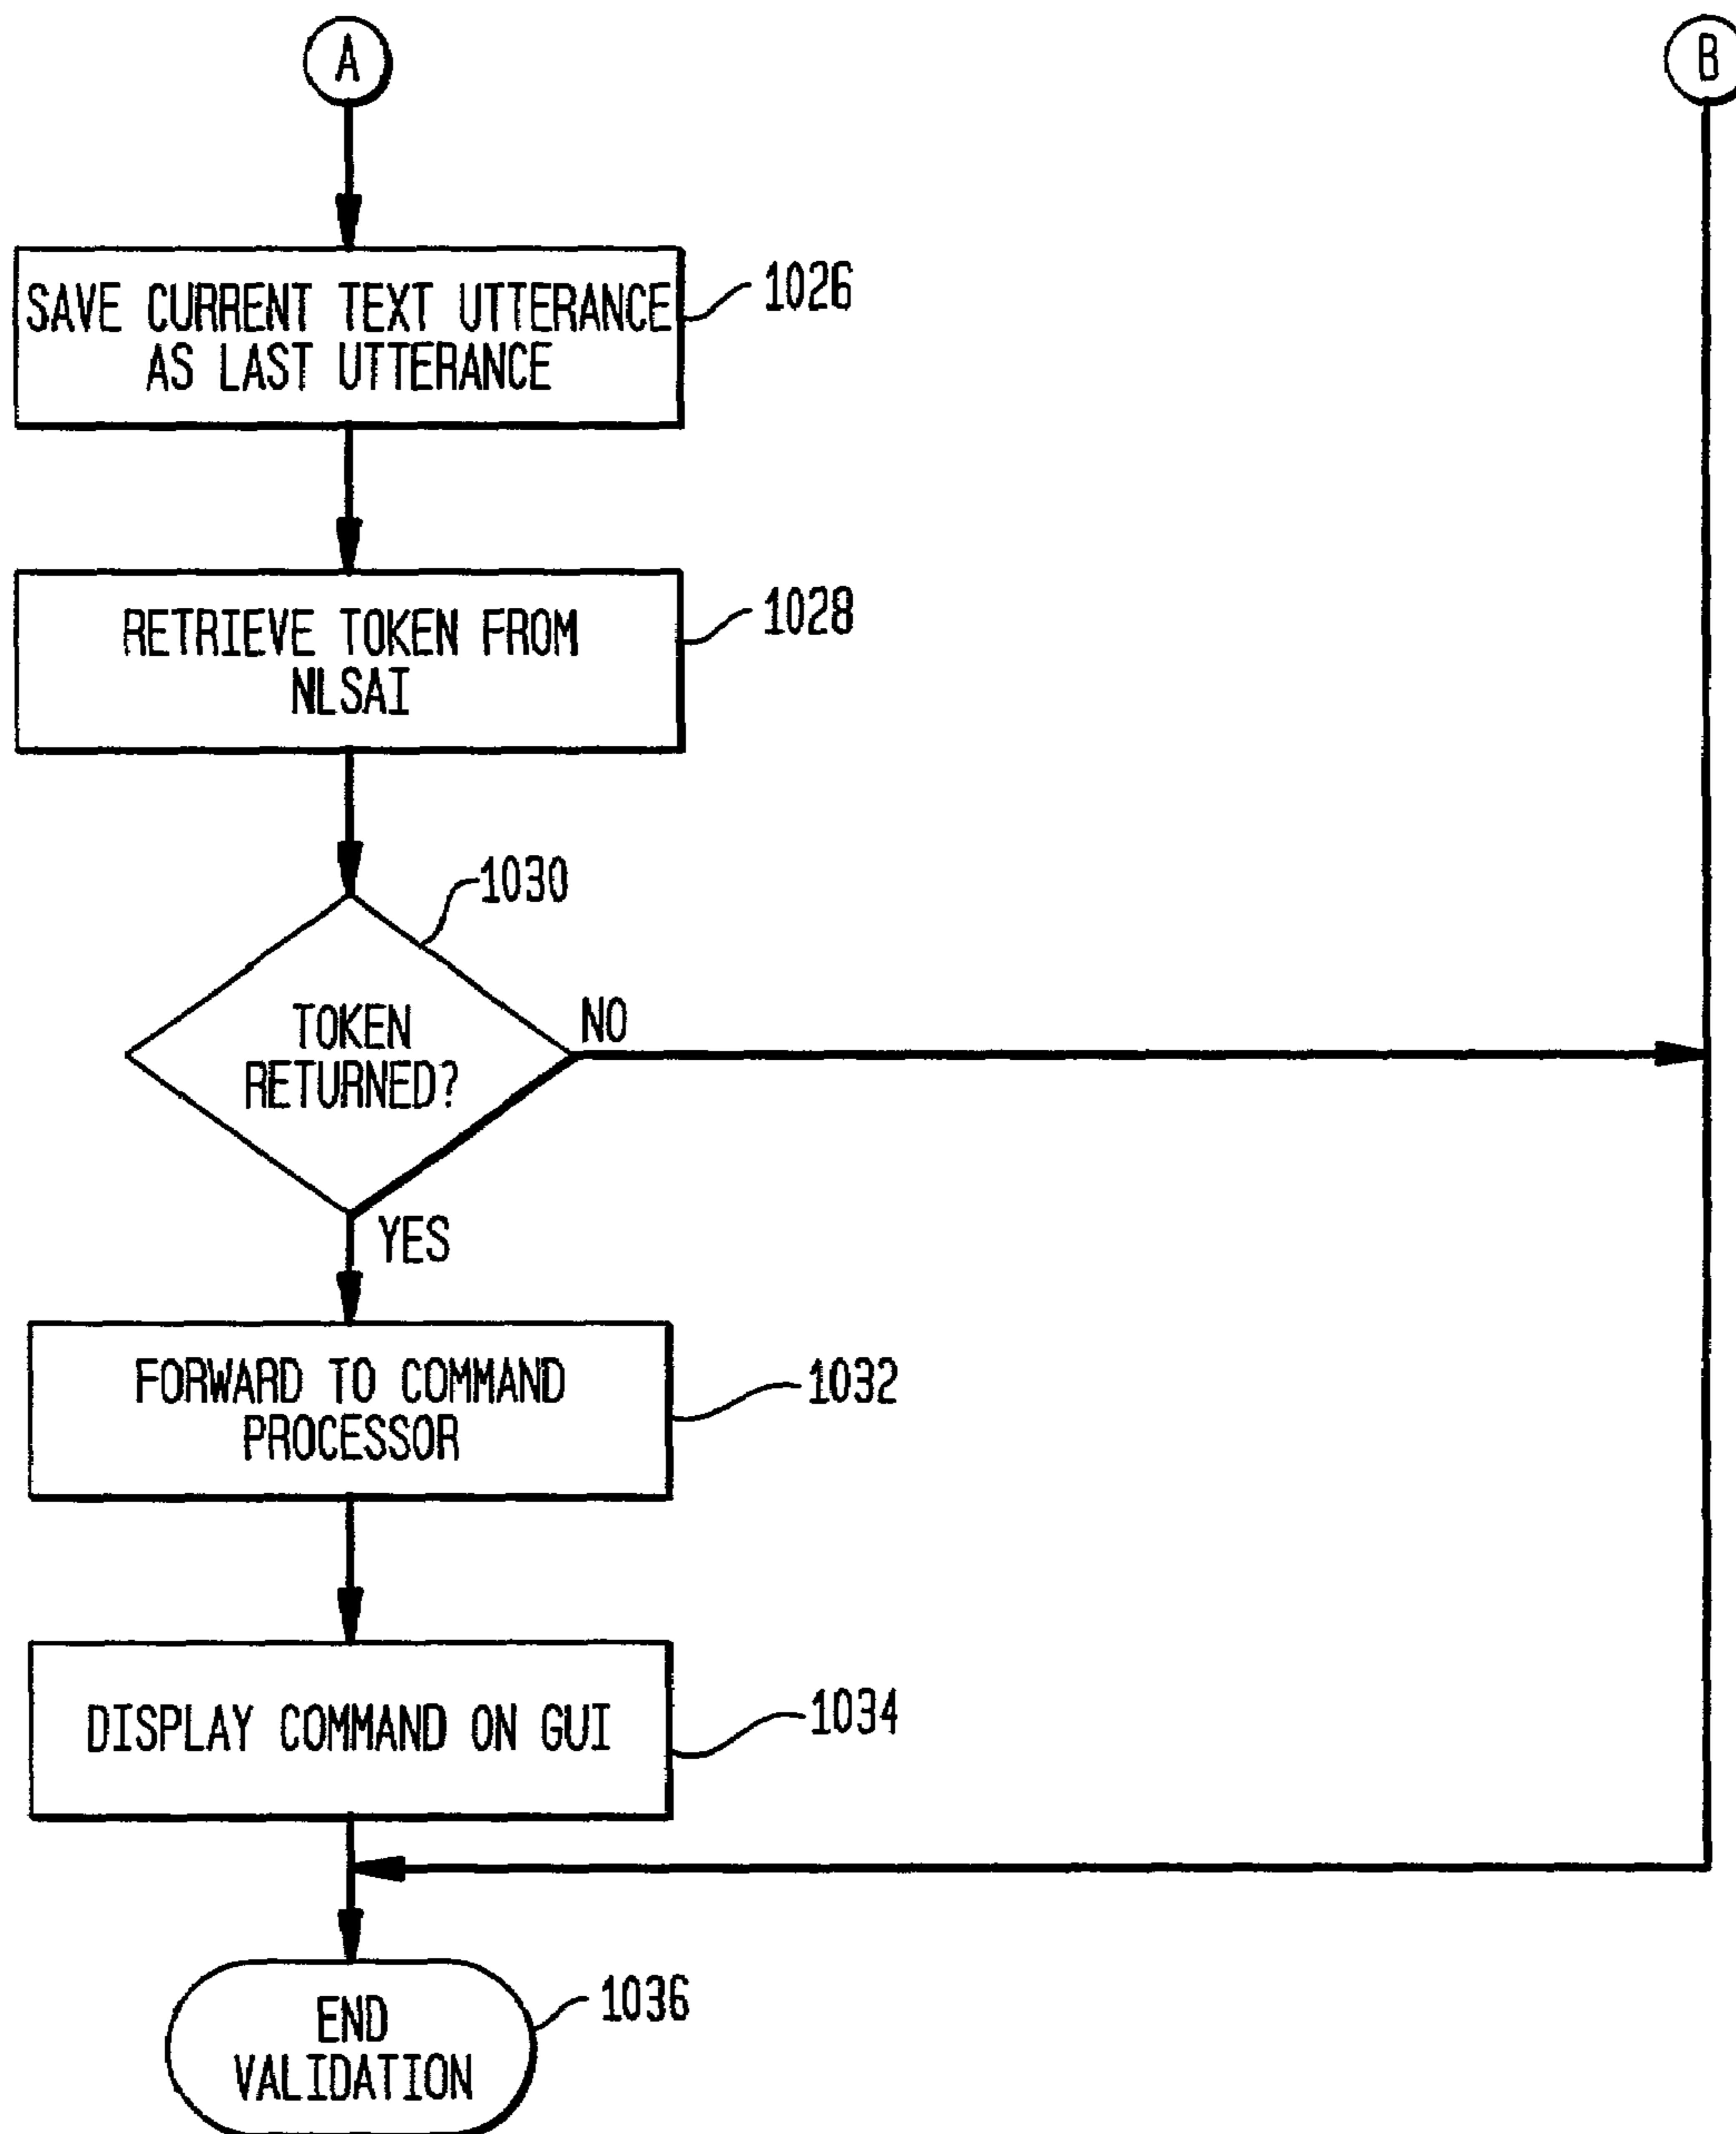 A
B
SAVE CURRENT TEXT UTTERANCE
AS LAST UTTERANCE
1026
RETRIEVE TOKEN FROM
NLSAI
1028
1030
TOKEN
RETURNED?
NO
YES
FORWARD TO COMMAND
PROCESSOR
1032
DISPLAY COMMAND ON GUI
1034
END
VALIDATION
1036